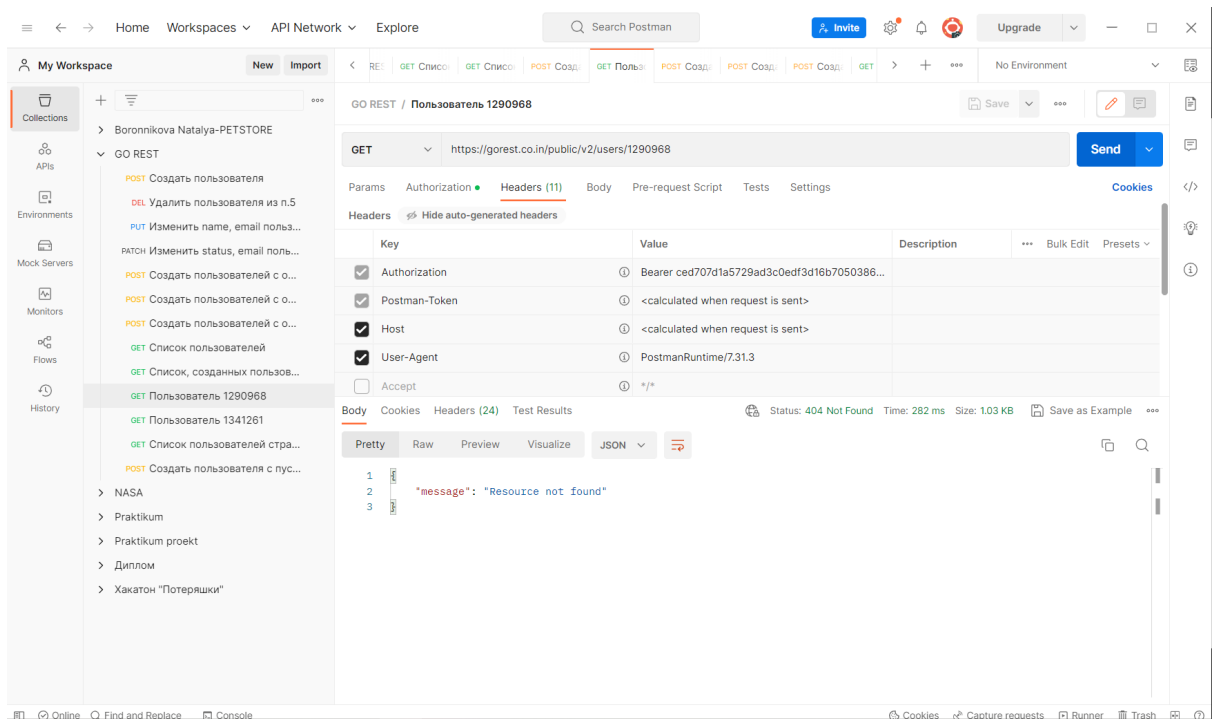 Home Workspaces API Network Explore Search Postman Invite Upgrade
My Workspace New Import
RE GET Списо GET Списо POST Созд GET Польз POST Созд POST Созд POST Созд GET No Environment
Collections
APIs
Environments
Mock Servers
Monitors
Flows
History
Boronnikova Natalya-PETSTORE
GO REST
POST Создать пользователя
DEL Удалить пользователя из п.5
PUT Изменить name, email польз...
PATCH Изменить status, email поль...
POST Создать пользователей с о...
POST Создать пользователей с о...
POST Создать пользователей с о...
GET Список пользователей
GET Список, созданных пользов...
GET Пользователь 1290968
GET Пользователь 1341261
GET Список пользователей стра...
POST Создать пользователя с пус...
NASA
Praktikum
Praktikum proekt
Диплом
Хакатон "Потеряшки"
GO REST / Пользователь 1290968 Save
GET https://gorest.co.in/public/v2/users/1290968 Send
Params Authorization Headers (11) Body Pre-request Script Tests Settings Cookies
Headers Hide auto-generated headers
Key Value Description ••• Bulk Edit Presets
Authorization Bearer ced707d1a5729ad3c0edf3d16b7050386...
Postman-Token <calculated when request is sent>
Host <calculated when request is sent>
User-Agent PostmanRuntime/7.31.3
Accept */*
Body Cookies Headers (24) Test Results Status: 404 Not Found Time: 282 ms Size: 1.03 KB Save as Example
Pretty Raw Preview Visualize JSON
1 {
2 "message": "Resource not found"
3 }
Online Find and Replace Console Cookies Capture requests Runner Trash